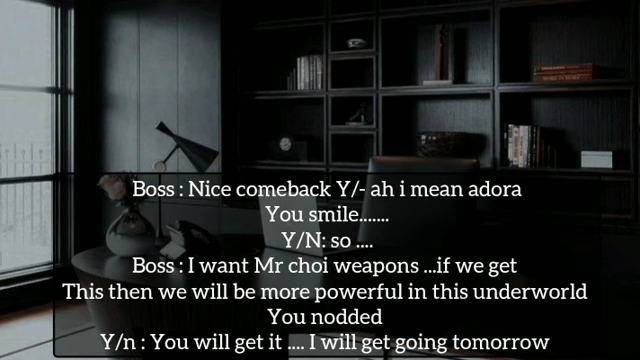 Boss : Nice comeback Y/- ah i mean adora
You smile.......
Y/N: so ....
Boss : I want Mr choi weapons ...if we get
This then we will be more powerful in this underworld
You nodded
Y/n : You will get it .... I will get going tomorrow